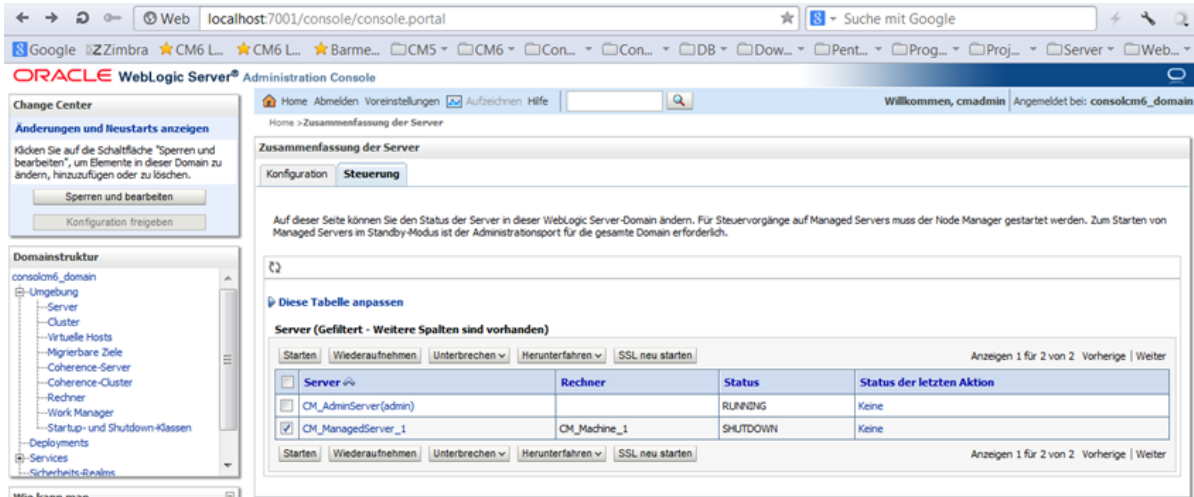 Web localhost:7001/console/console.portal Suche mit Google
Google Zimbra CM6 L... CM6 L... Barme... CM5 CM6 Con... Con... DB Dow... Pent... Prog... Proj... Server Web...
ORACLE WebLogic Server® Administration Console
Change Center
Änderungen und Neustarts anzeigen
Klicken Sie auf die Schaltfläche "Sperren und
bearbeiten", um Elemente in dieser Domain zu
ändern, hinzuzufügen oder zu löschen.
Sperren und bearbeiten
Konfiguration freigeben
Domainstruktur
consolcm6_domain
Umgebung
Server
Cluster
Virtuelle Hosts
Migrierbare Ziele
Coherence-Server
Coherence-Cluster
Rechner
Work Manager
Startup- und Shutdown-Klassen
Deployments
Services
Sicherheits-Realms
Wie kann man
Home Abmelden Voreinstellungen Aufzeichnen Hilfe
Willkommen, cmadmin Angemeldet bei: consolcm6_domain
Home >Zusammenfassung der Server
Zusammenfassung der Server
Konfiguration Steuerung
Auf dieser Seite können Sie den Status der Server in dieser WebLogic Server-Domain ändern. Für Steuervorgänge auf Managed Servers muss der Node Manager gestartet werden. Zum Starten von
Managed Servers im Standby-Modus ist der Administrationsport für die gesamte Domain erforderlich.
Diese Tabelle anpassen
Server (Gefiltert - Weitere Spalten sind vorhanden)
Starten Wiederaufnehmen Unterbrechen Herunterfahren SSL neu starten Anzeigen 1 für 2 von 2 Vorherige | Weiter
Server Rechner Status Status der letzten Aktion
CM_AdminServer(admin) RUNNING Keine
CM_ManagedServer_1 CM_Machine_1 SHUTDOWN Keine
Starten Wiederaufnehmen Unterbrechen Herunterfahren SSL neu starten Anzeigen 1 für 2 von 2 Vorherige | Weiter